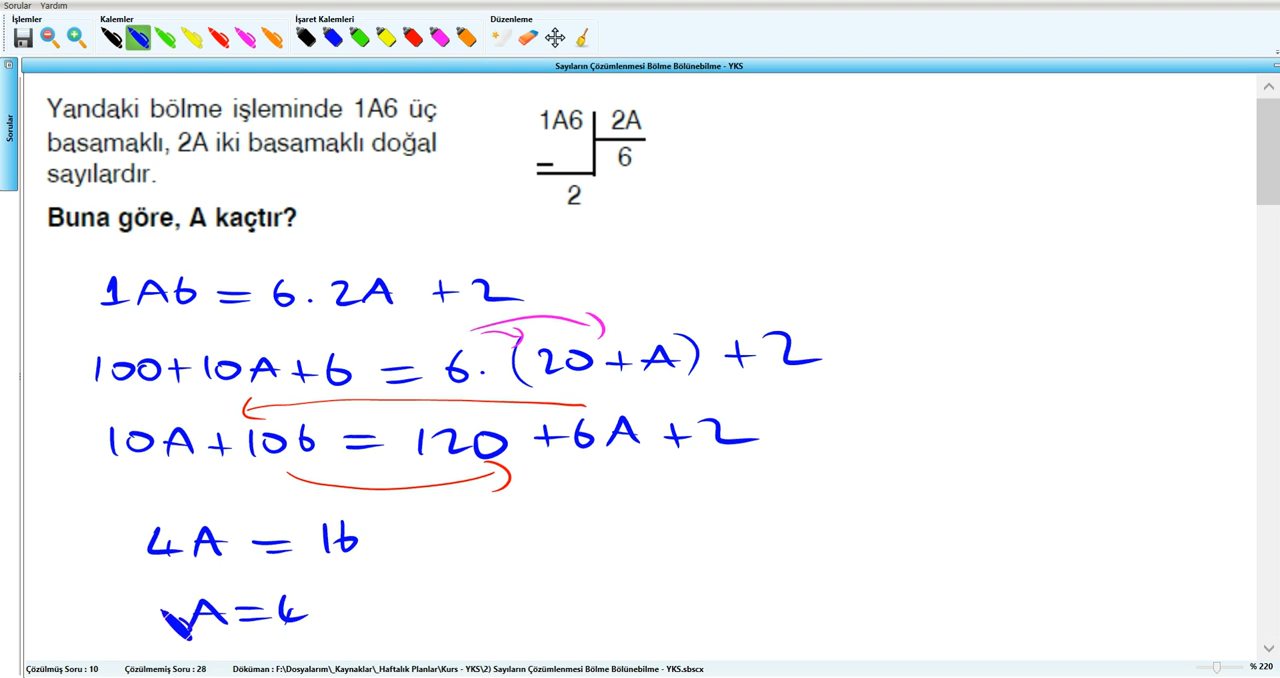 Sorular Yardım
İşlemler Kalemler İşaret Kalemleri Düzenleme
Sayıların Çözümlenmesi Bölme Bölünebilme - YKS
Sorular
Yandaki bölme işleminde 1A6 üç
basamaklı, 2A iki basamaklı doğal
sayılardır.
Buna göre, A kaçtır?
1A6 2A
6
2
1A6 = 6 . 2A + 2
100 + 10A + 6 = 6 . (20 + A) + 2
10A + 106 = 120 + 6A + 2
4A = 16
A = 4
Çözülmüş Soru : 10 Çözülmemiş Soru : 28 Döküman : F:\Dosyalarım\_Kaynaklar\_Haftalık Planlar\Kurs - YKS\2) Sayıların Çözümlenmesi Bölme Bölünebilme - YKS.sbscx % 220